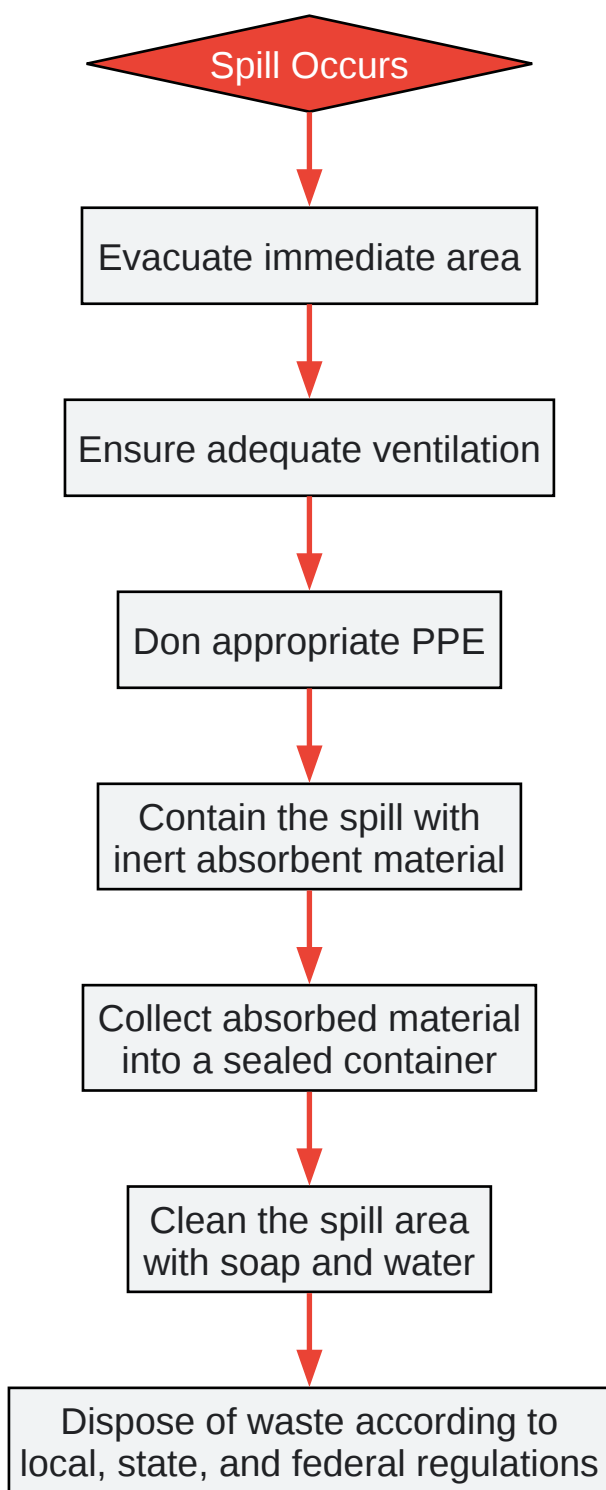 Spill Occurs
Evacuate immediate area
Ensure adequate ventilation
Don appropriate PPE
Contain the spill with
inert absorbent material
Collect absorbed material
into a sealed container
Clean the spill area
with soap and water
Dispose of waste according to
local, state, and federal regulations